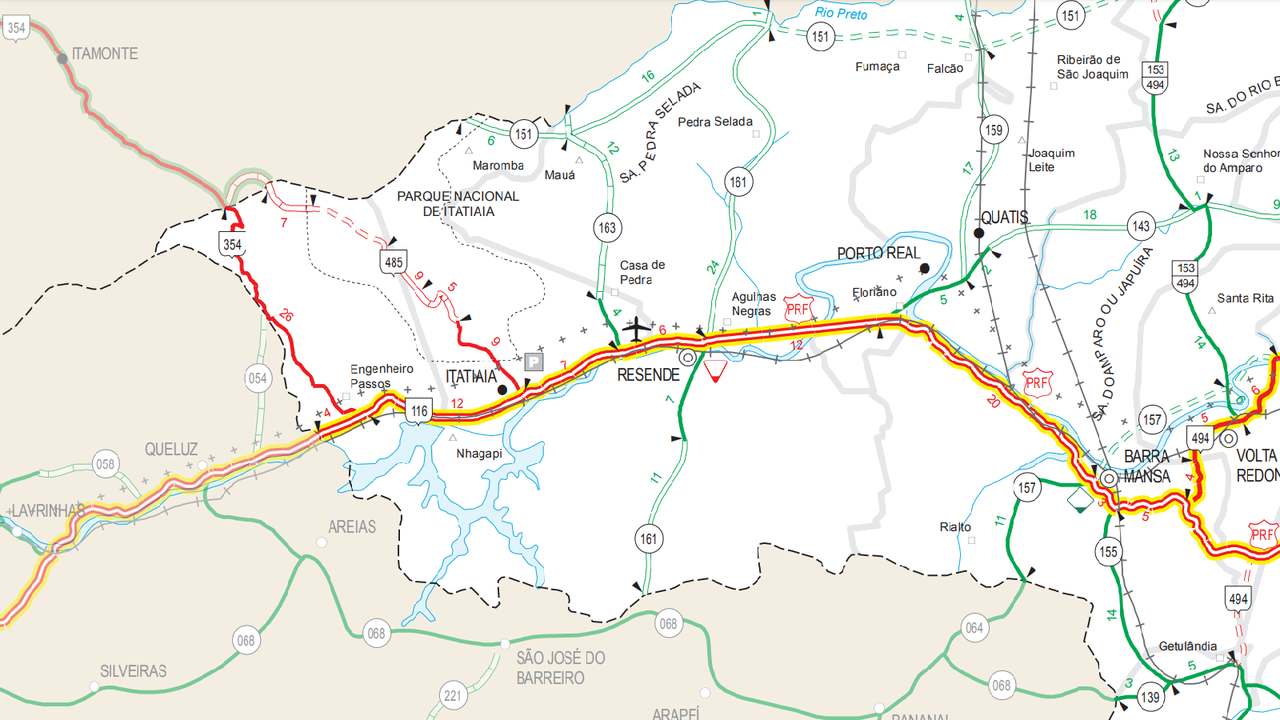 354
ITAMONTE
Rio Preto
1
151
4
151
Fumaça
Falcão
Ribeirão de
São Joaquim
153
494
SA. DO RIO
16
SA. PEDRA SELADA
Pedra Selada
6
151
12
Maromba
Mauá
159
17
Joaquim
Leite
13
Nossa Senhor
do Amparo
PARQUE NACIONAL
DE ITATIAIA
161
163
7
354
485
9
5
QUATIS
18
143
1
9
PORTO REAL
Casa de
Pedra
24
2
5
153
494
SA. DO AMPARO OU JAPUÍRA
Santa Rita
Agulhas
Negras
Floriano
PRF
26
9
4
6
12
14
054
Engenheiro
Passos
ITATIAIA
P
7
RESENDE
PRF
20
6
4
116
12
7
157
5
494
QUELUZ
Nhagapi
BARRA
MANSA
VOLTA
REDON
058
11
157
4
3
5
LAVRINHAS
AREIAS
161
Rialto
11
155
PRF
494
068
068
068
064
14
SILVEIRAS
SÃO JOSÉ DO
BARREIRO
Getulândia
5
221
068
3
139
ARAPEÍ
BANANAL